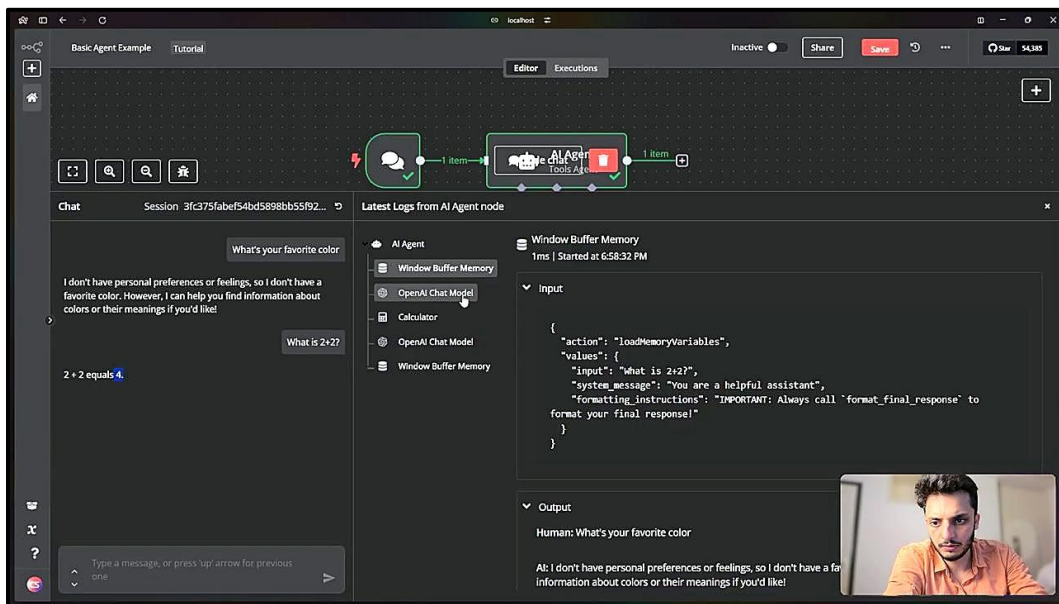 localhost
Basic Agent Example Tutorial
Inactive Share Save ... Star 54,385
Editor Executions
1 item
AI Agen
Tools Age
1 item
Chat Session 3fc375fabef54bd5898bb55f92...
What's your favorite color
I don't have personal preferences or feelings, so I don't have a
favorite color. However, I can help you find information about
colors or their meanings if you'd like!
What is 2+2?
2 + 2 equals 4.
Type a message, or press 'up' arrow for previous
one
Latest Logs from AI Agent node
AI Agent
Window Buffer Memory
OpenAI Chat Model
Calculator
OpenAI Chat Model
Window Buffer Memory
Window Buffer Memory
1ms | Started at 6:58:32 PM
Input
{
"action": "loadMemoryVariables",
"values": {
"input": "What is 2+2?",
"system_message": "You are a helpful assistant",
"formatting_instructions": "IMPORTANT: Always call `format_final_response` to
format your final response!"
}
}
Output
Human: What's your favorite color
AI: I don't have personal preferences or feelings, so I don't have a fa
information about colors or their meanings if you'd like!